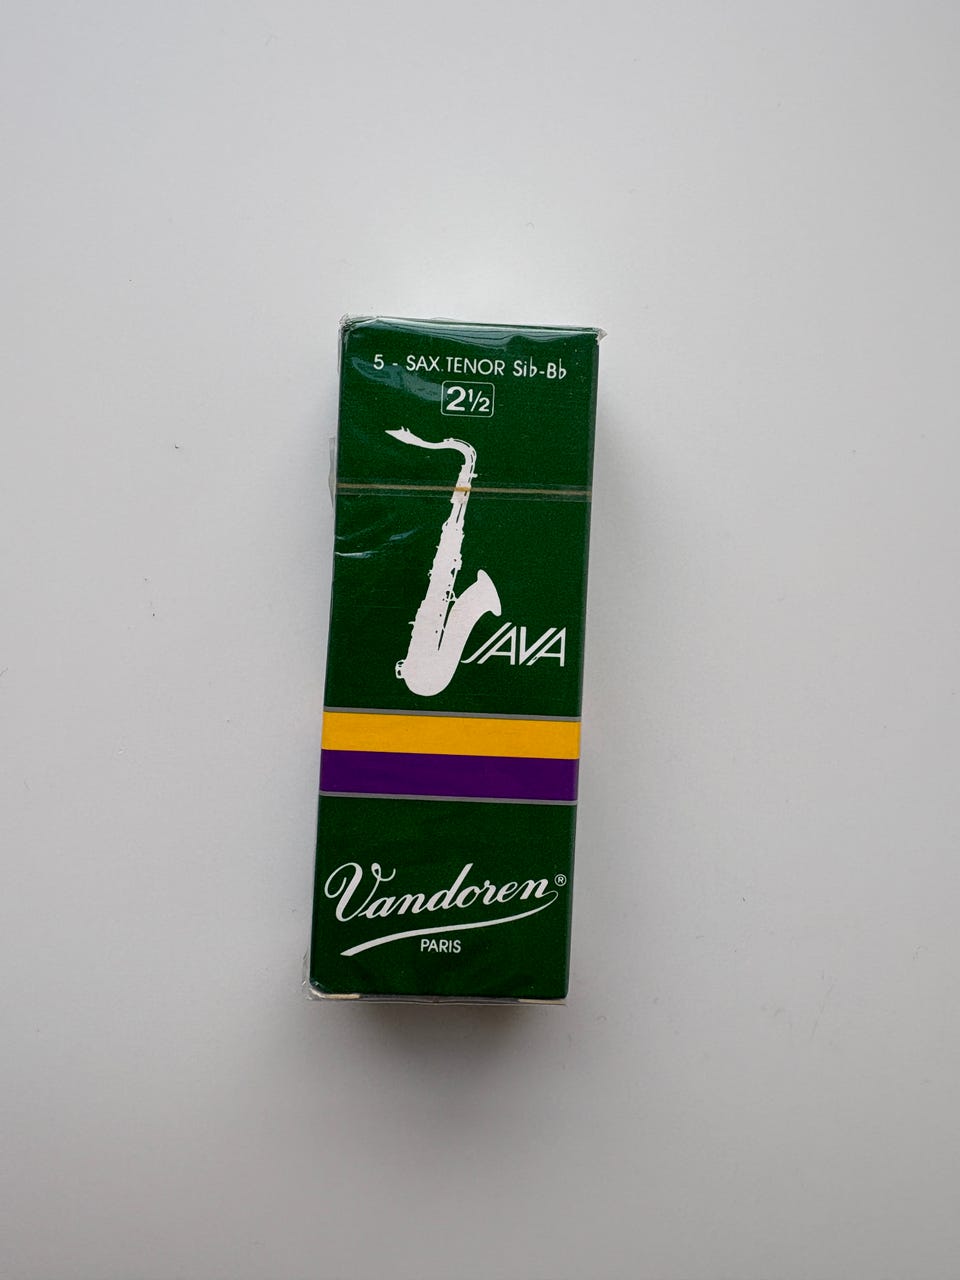 5 - SAX.TENOR Sib-Bb
2½
JAVA
Vandoren®
PARIS